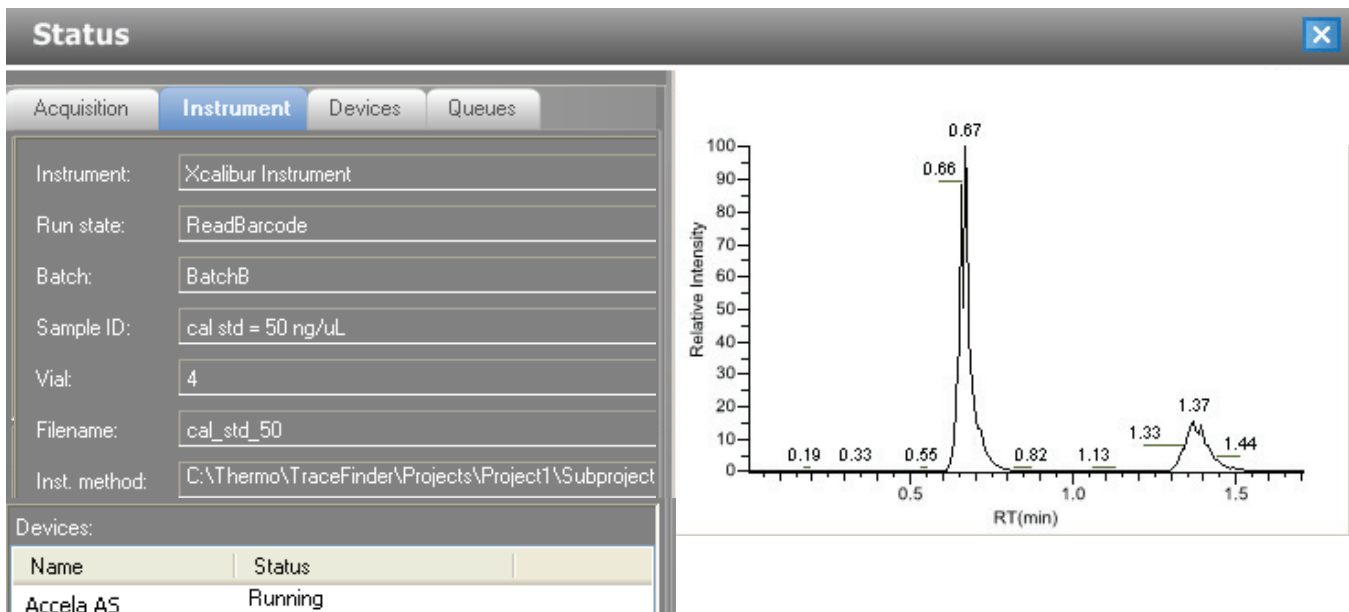 Status
Acquisition Instrument Devices Queues
Instrument: Xcalibur Instrument
Run state: ReadBarcode
Batch: BatchB
Sample ID: cal std = 50 ng/uL
Vial: 4
Filename: cal_std_50
Inst. method: C:\Thermo\TraceFinder\Projects\Project1\Subproject
Devices:
Name Status
Accela AS Running
0.67
100
0.66
90
80
70
60
50
40
30
20
10
0
Relative Intensity
0.19 0.33 0.55 0.82 1.13 1.33 1.37 1.44
0.5 1.0 1.5
RT(min)